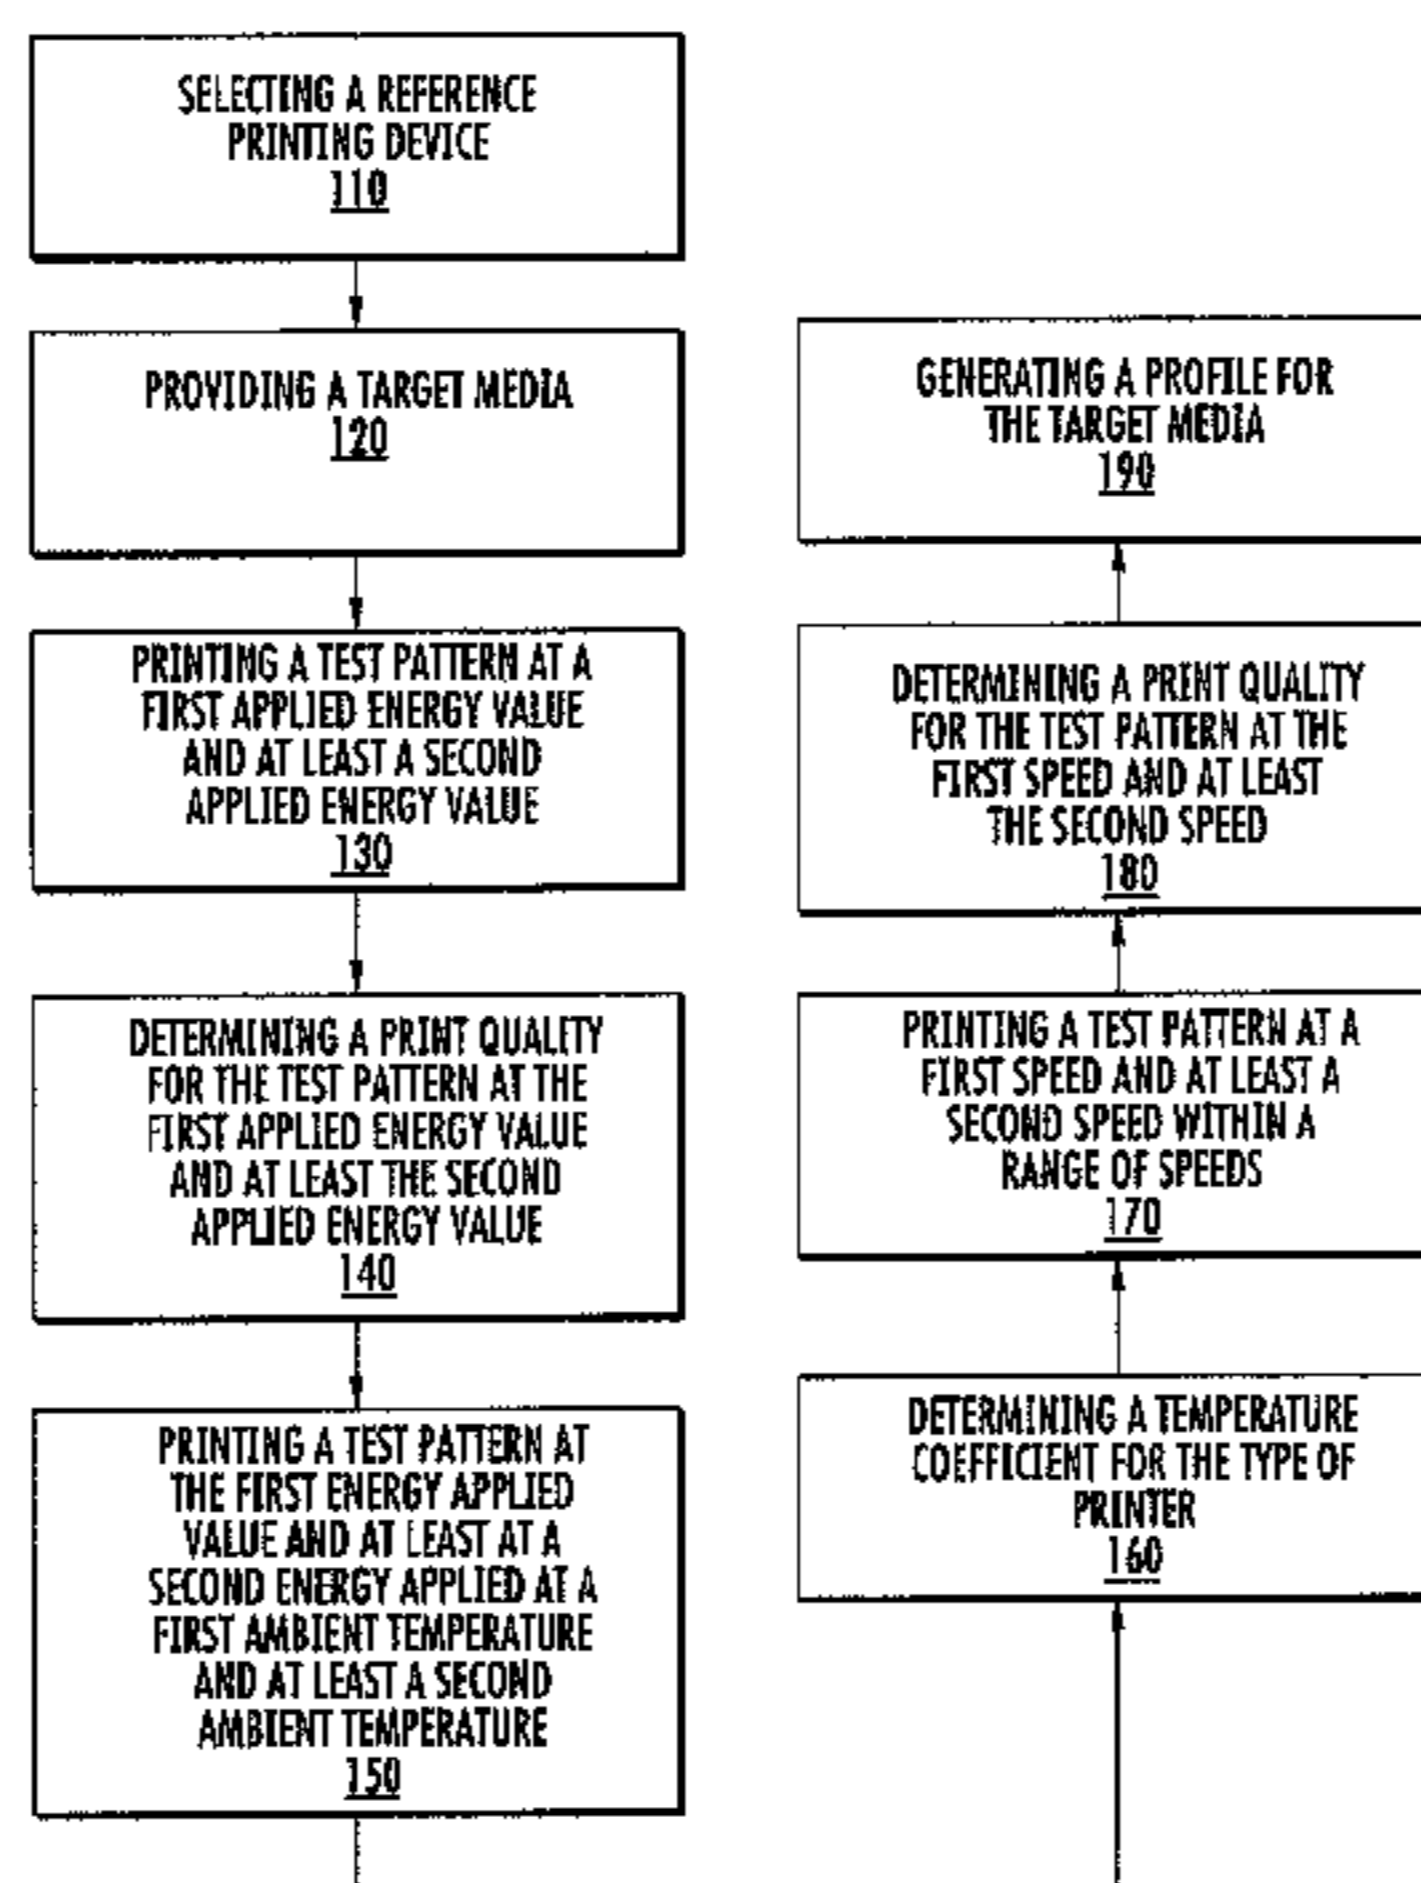 SELECTING A REFERENCE
PRINTING DEVICE
110
PROVIDING A TARGET MEDIA
120
PRINTING A TEST PATTERN AT A
FIRST APPLIED ENERGY VALUE
AND AT LEAST A SECOND
APPLIED ENERGY VALUE
130
DETERMINING A PRINT QUALITY
FOR THE TEST PATTERN AT THE
FIRST APPLIED ENERGY VALUE
AND AT LEAST THE SECOND
APPLIED ENERGY VALUE
140
PRINTING A TEST PATTERN AT
THE FIRST ENERGY APPLIED
VALUE AND AT LEAST AT A
SECOND ENERGY APPLIED AT A
FIRST AMBIENT TEMPERATURE
AND AT LEAST A SECOND
AMBIENT TEMPERATURE
150
DETERMINING A TEMPERATURE
COEFFICIENT FOR THE TYPE OF
PRINTER
160
PRINTING A TEST PATTERN AT A
FIRST SPEED AND AT LEAST A
SECOND SPEED WITHIN A
RANGE OF SPEEDS
170
DETERMINING A PRINT QUALITY
FOR THE TEST PATTERN AT THE
FIRST SPEED AND AT LEAST
THE SECOND SPEED
180
GENERATING A PROFILE FOR
THE TARGET MEDIA
190